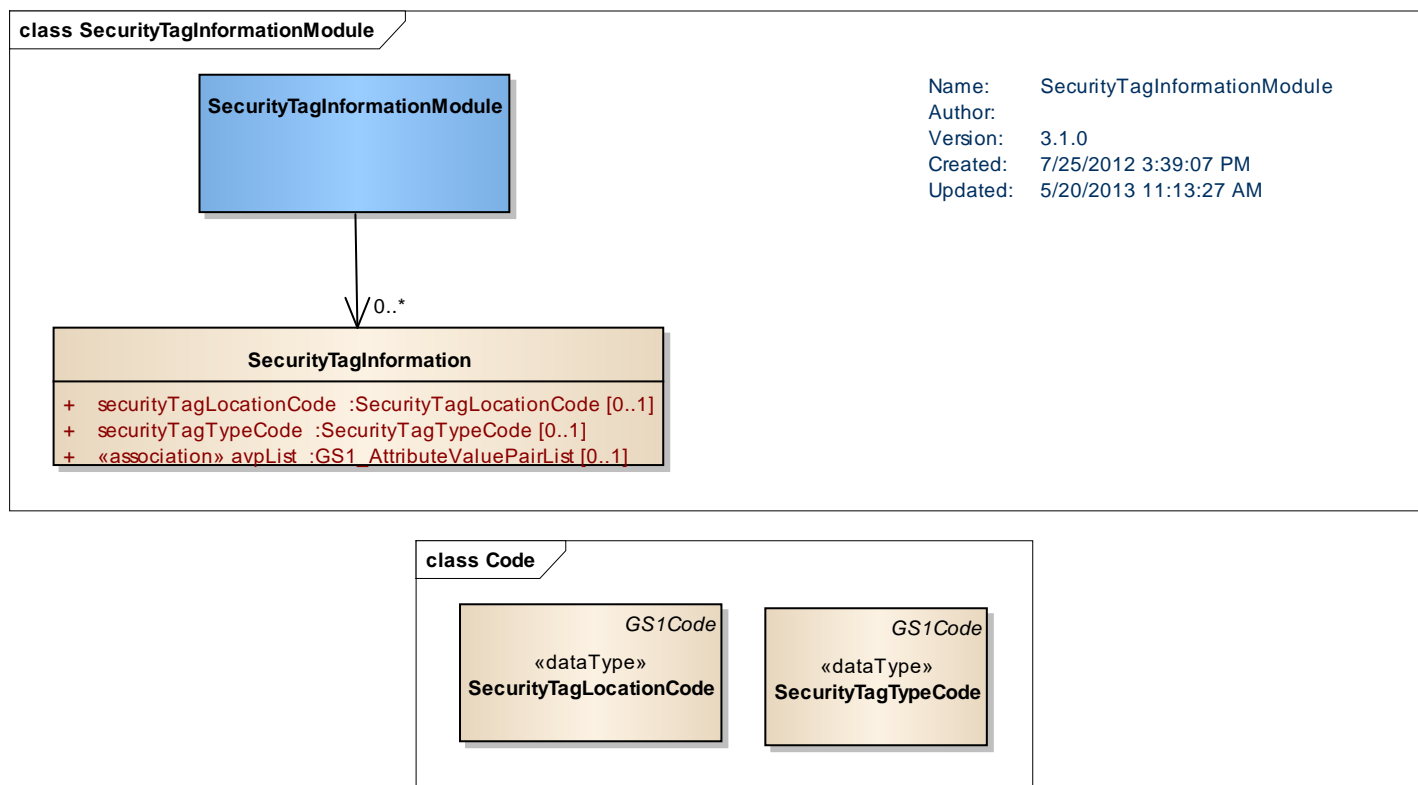 class SecurityTagInformationModule
SecurityTagInformationModule
Name: SecurityTagInformationModule
Author:
Version: 3.1.0
Created: 7/25/2012 3:39:07 PM
Updated: 5/20/2013 11:13:27 AM
0..*
SecurityTagInformation
+ securityTagLocationCode :SecurityTagLocationCode [0..1]
+ securityTagTypeCode :SecurityTagTypeCode [0..1]
+ «association» avpList :GS1_AttributeValuePairList [0..1]
class Code
GS1Code
«dataType»
SecurityTagLocationCode
GS1Code
«dataType»
SecurityTagTypeCode